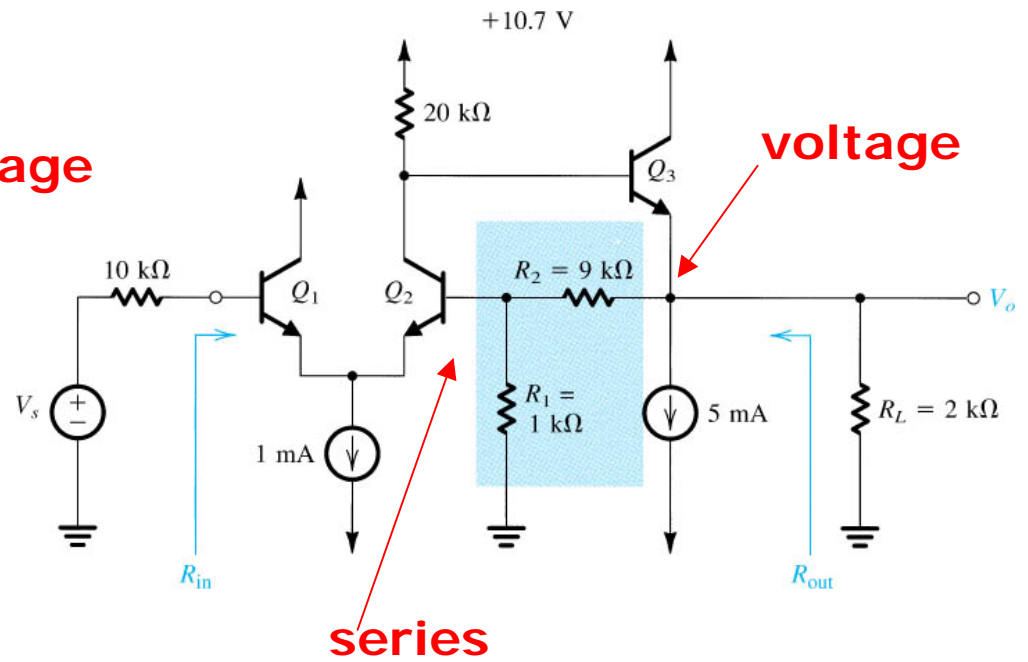 +10.7 V
20 kΩ
voltage
age
Q3
10 kΩ
R2 = 9 kΩ
Q1
Q2
Vo
Vs
R1 =
1 kΩ
5 mA
RL = 2 kΩ
1 mA
Rin
Rout
series